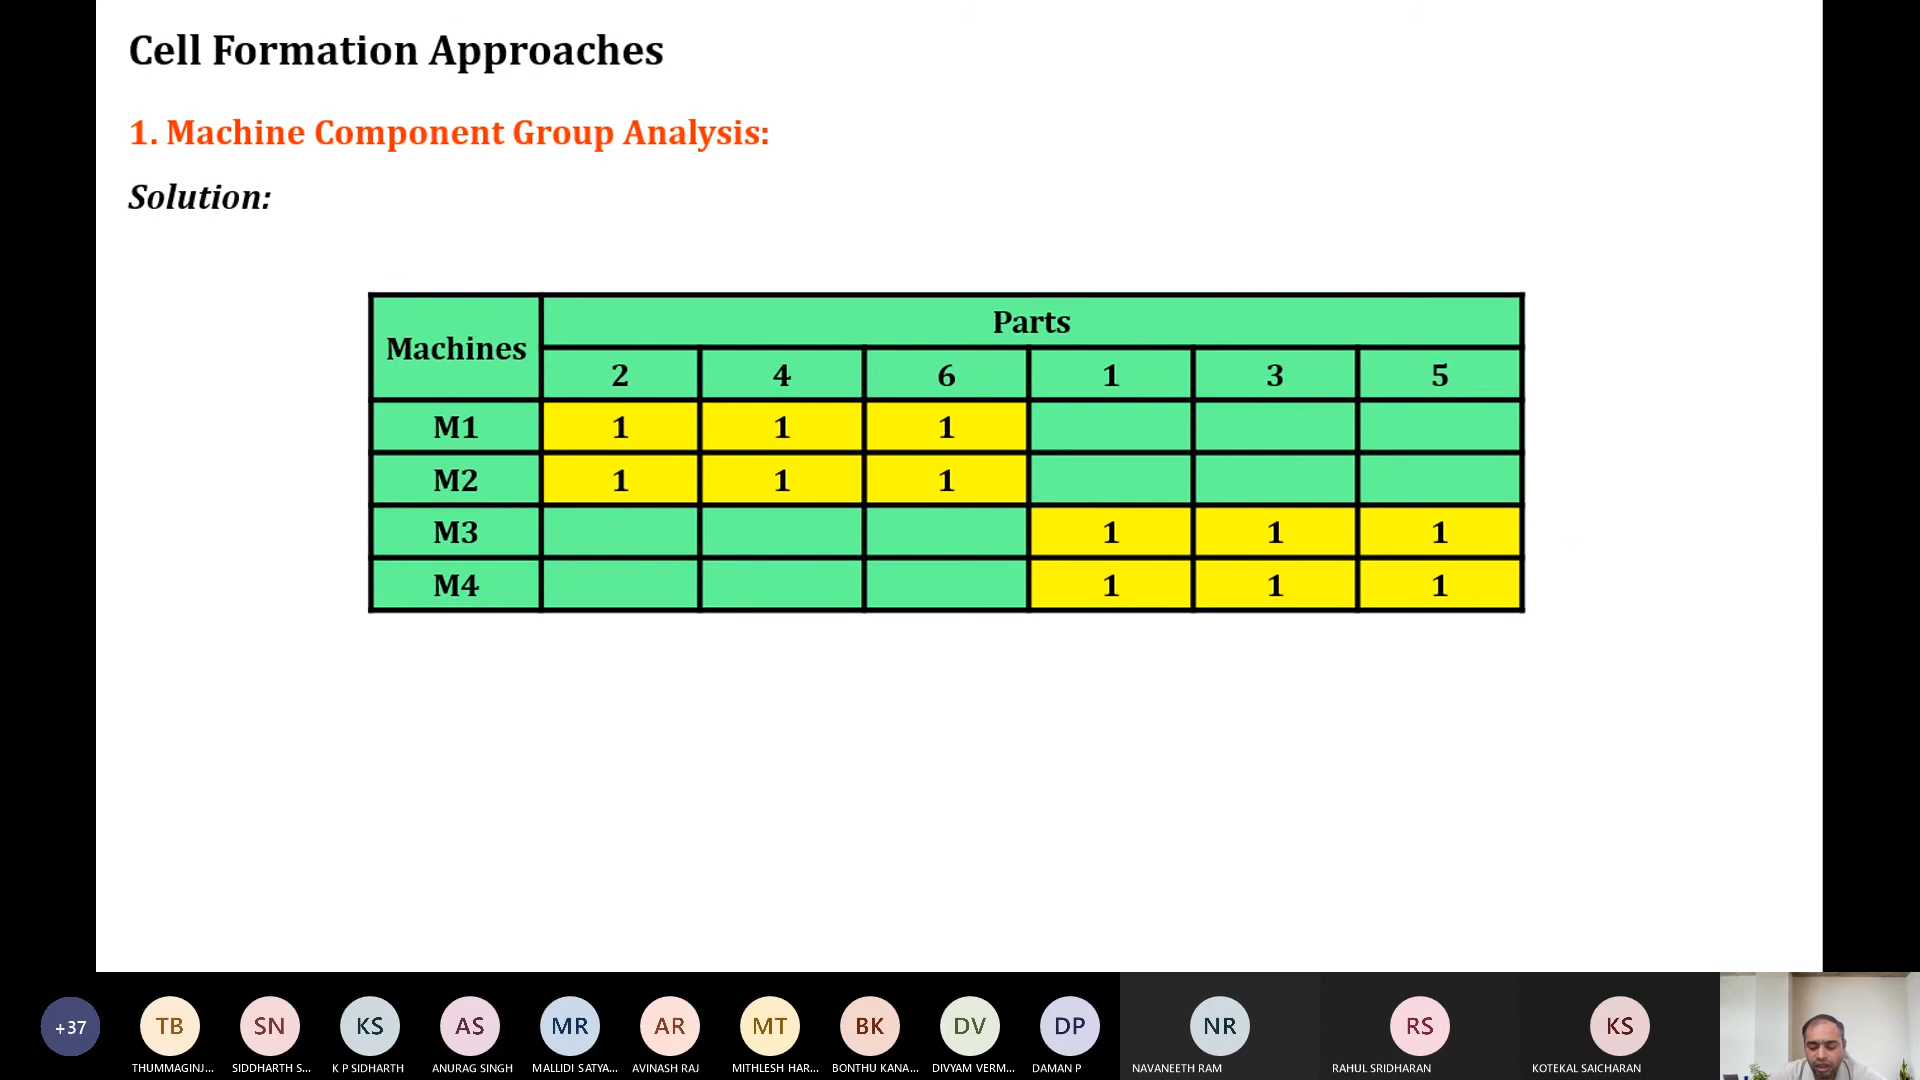 Cell Formation Approaches
1. Machine Component Group Analysis:
Solution:
Machines Parts
2 4 6 1 3 5
M1 1 1 1
M2 1 1 1
M3 1 1 1
M4 1 1 1
+37 TB SN KS AS MR AR MT BK DV DP NR RS KS
THUMMAGINJ... SIDDHARTH S... K P SIDHARTH ANURAG SINGH MALLIDI SATYA... AVINASH RAJ MITHLESH HAR... BONTHU KANA... DIVYAM VERM... DAMAN P NAVANEETH RAM RAHUL SRIDHARAN KOTEKAL SAICHARAN